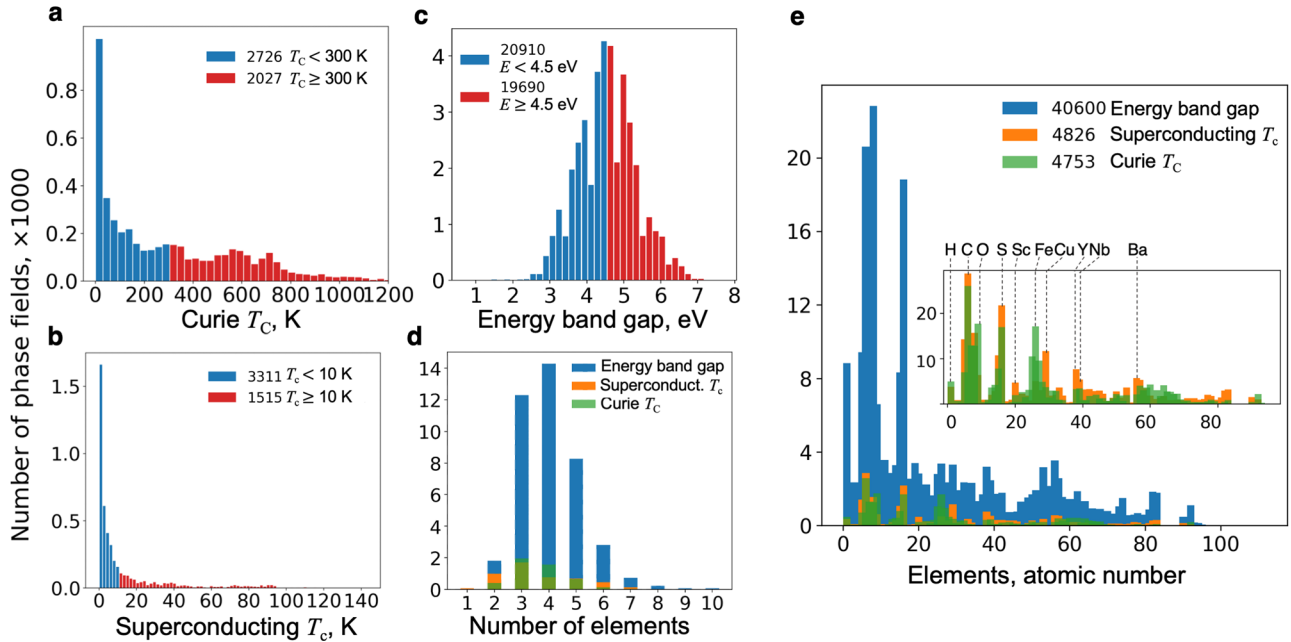 a
Number of phase fields, ×1000
0.0
0.2
0.4
0.6
0.8
1.0
2726 T_C < 300 K
2027 T_C ≥ 300 K
0 200 400 600 800 1000 1200
Curie T_C, K
b
0.0
0.5
1.0
1.5
3311 T_c < 10 K
1515 T_c ≥ 10 K
0 20 40 60 80 100 120 140
Superconducting T_c, K
c
0
1
2
3
4
20910
E < 4.5 eV
19690
E ≥ 4.5 eV
1 2 3 4 5 6 7 8
Energy band gap, eV
d
0
2
4
6
8
10
12
14
Energy band gap
Superconduct. T_c
Curie T_C
1 2 3 4 5 6 7 8 9 10
Number of elements
e
0
4
8
12
16
20
40600 Energy band gap
4826 Superconducting T_c
4753 Curie T_C
H C O S Sc Fe Cu Y Nb Ba
20
10
0 20 40 60 80
0 20 40 60 80 100
Elements, atomic number